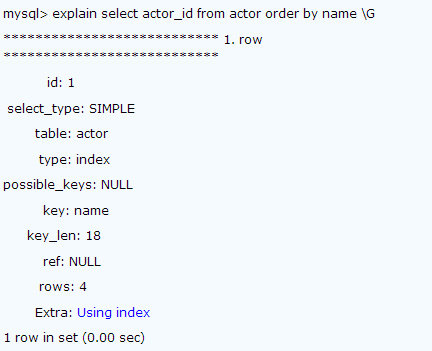 mysql> explain select actor_id from actor order by name \G
*************************** 1. row
***************************
id: 1
select_type: SIMPLE
table: actor
type: index
possible_keys: NULL
key: name
key_len: 18
ref: NULL
rows: 4
Extra: Using index
1 row in set (0.00 sec)